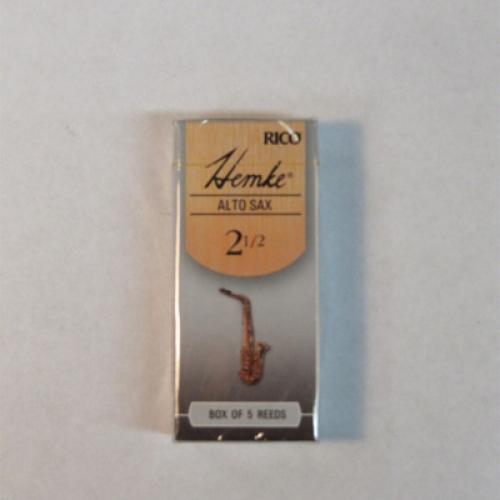 RICO
Hemke®
ALTO SAX
2 1/2
BOX OF 5 REEDS